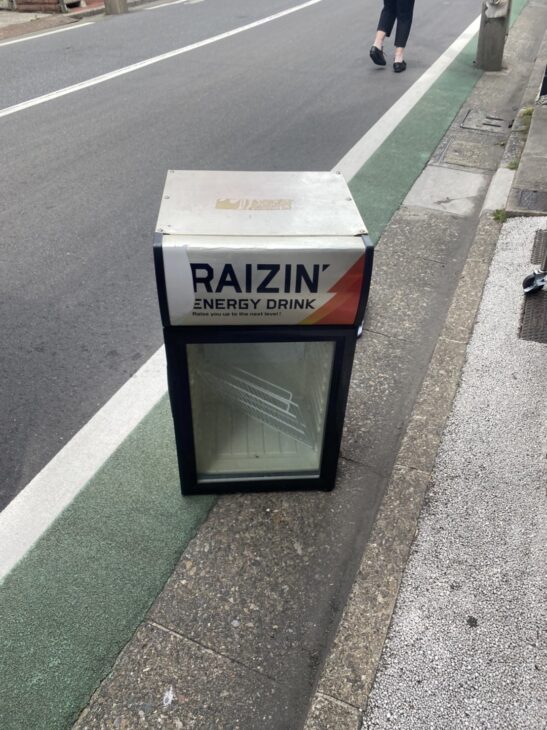 RAIZIN'
ENERGY DRINK
Raise you up to the next level!